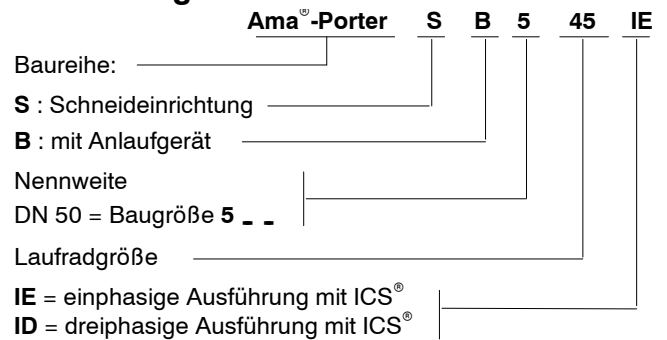 Ama®-Porter S B 5 45 IE
Baureihe:
S : Schneideinrichtung
B : mit Anlaufgerät
Nennweite
DN 50 = Baugröße 5 _ _
Laufradgröße
IE = einphasige Ausführung mit ICS®
ID = dreiphasige Ausführung mit ICS®